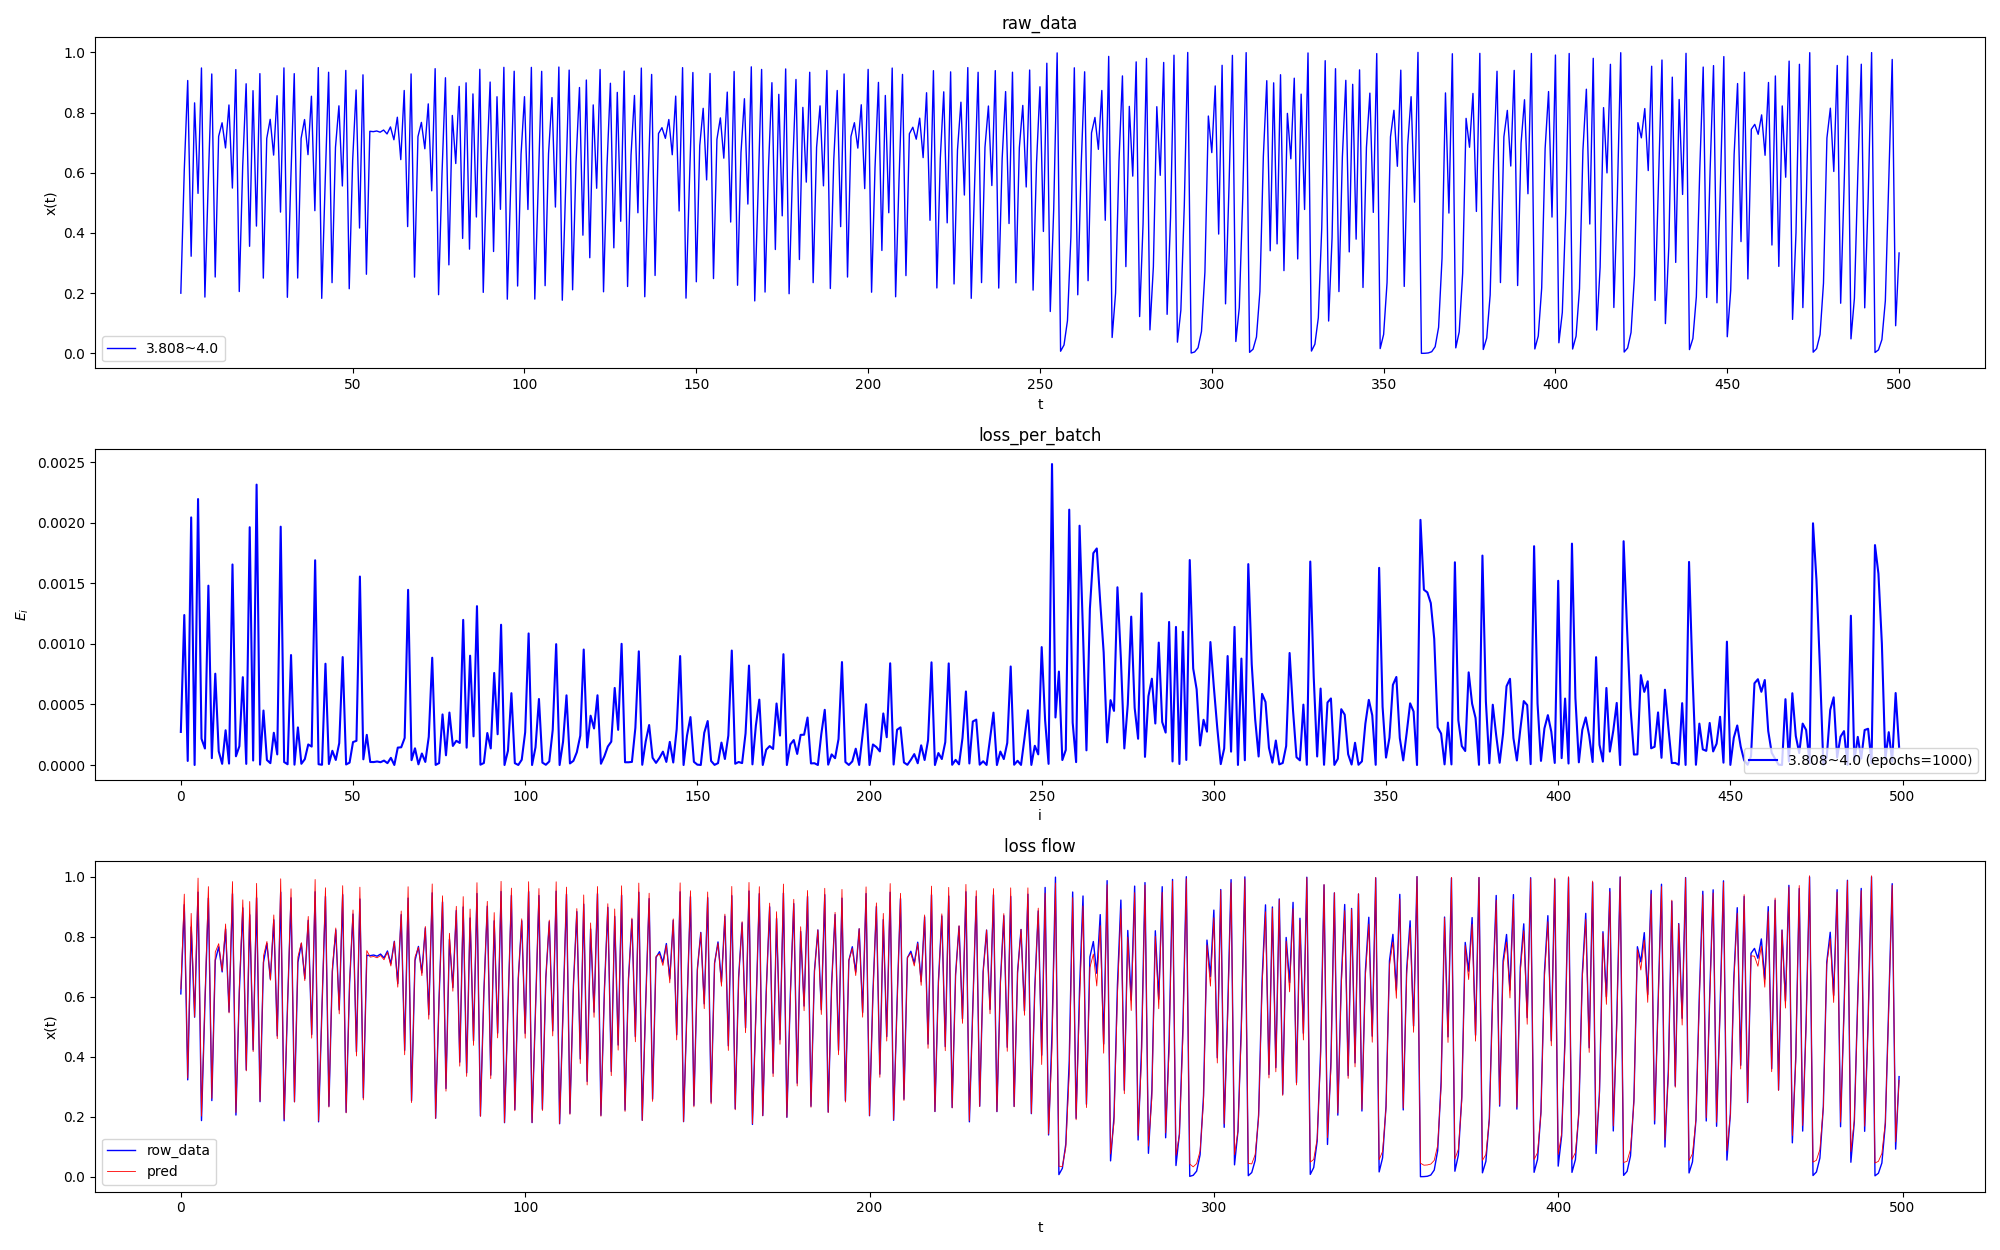 raw_data
1.0
0.8
0.6
0.4
0.2
0.0
x(t)
3.808~4.0
50 100 150 200 250 300 350 400 450 500
t
loss_per_batch
0.0025
0.0020
0.0015
0.0010
0.0005
0.0000
E_i
3.808~4.0 (epochs=1000)
0 50 100 150 200 250 300 350 400 450 500
i
loss flow
1.0
0.8
0.6
0.4
0.2
0.0
x(t)
row_data
pred
0 100 200 300 400 500
t